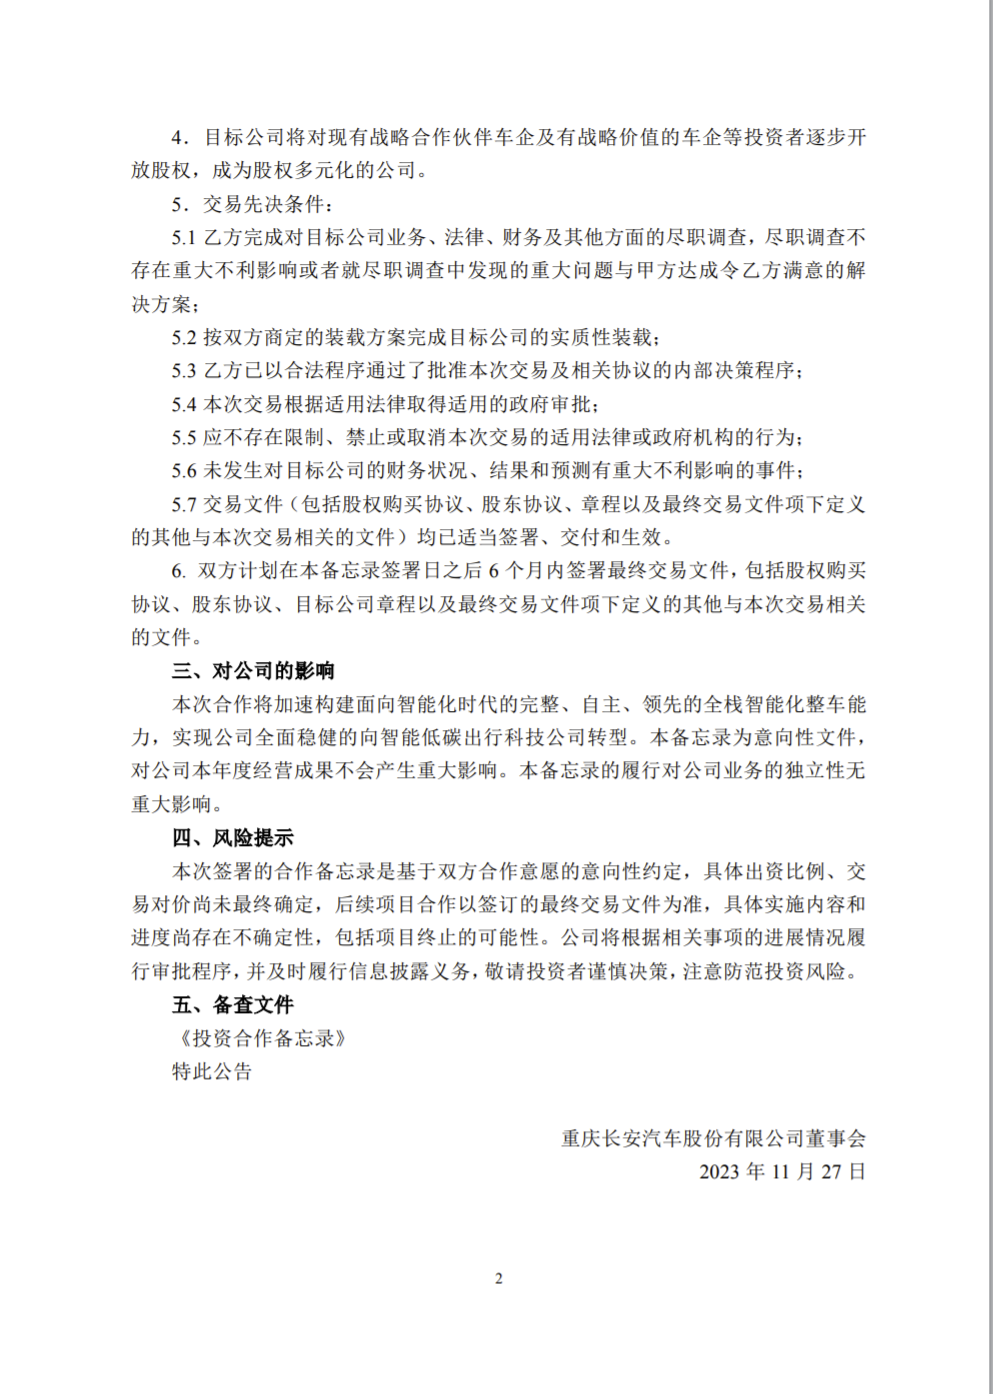 4．目标公司将对现有战略合作伙伴车企及有战略价值的车企等投资者逐步开
放股权，成为股权多元化的公司。
5．交易先决条件：
5.1 乙方完成对目标公司业务、法律、财务及其他方面的尽职调查，尽职调查不
存在重大不利影响或者就尽职调查中发现的重大问题与甲方达成令乙方满意的解
决方案；
5.2 按双方商定的装载方案完成目标公司的实质性装载；
5.3 乙方已以合法程序通过了批准本次交易及相关协议的内部决策程序；
5.4 本次交易根据适用法律取得适用的政府审批；
5.5 应不存在限制、禁止或取消本次交易的适用法律或政府机构的行为；
5.6 未发生对目标公司的财务状况、结果和预测有重大不利影响的事件；
5.7 交易文件（包括股权购买协议、股东协议、章程以及最终交易文件项下定义
的其他与本次交易相关的文件）均已适当签署、交付和生效。
6. 双方计划在本备忘录签署日之后 6 个月内签署最终交易文件，包括股权购买
协议、股东协议、目标公司章程以及最终交易文件项下定义的其他与本次交易相关
的文件。
三、对公司的影响
本次合作将加速构建面向智能化时代的完整、自主、领先的全栈智能化整车能
力，实现公司全面稳健的向智能低碳出行科技公司转型。本备忘录为意向性文件，
对公司本年度经营成果不会产生重大影响。本备忘录的履行对公司业务的独立性无
重大影响。
四、风险提示
本次签署的合作备忘录是基于双方合作意愿的意向性约定，具体出资比例、交
易对价尚未最终确定，后续项目合作以签订的最终交易文件为准，具体实施内容和
进度尚存在不确定性，包括项目终止的可能性。公司将根据相关事项的进展情况履
行审批程序，并及时履行信息披露义务，敬请投资者谨慎决策，注意防范投资风险。
五、备查文件
《投资合作备忘录》
特此公告
重庆长安汽车股份有限公司董事会
2023 年 11 月 27 日
2